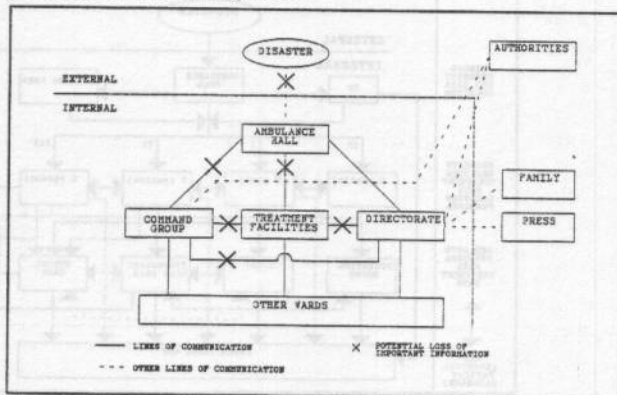 DISASTER
AUTHORITIES
EXTERNAL
INTERNAL
AMBULANCE
HALL
FAMILY
COMMAND
GROUP
TREATMENT
FACILITIES
DIRECTORATE
PRESS
OTHER WARDS
LINES OF COMMUNICATION
POTENTIAL LOSS OF
IMPORTANT INFORMATION
OTHER LINES OF COMMUNICATION